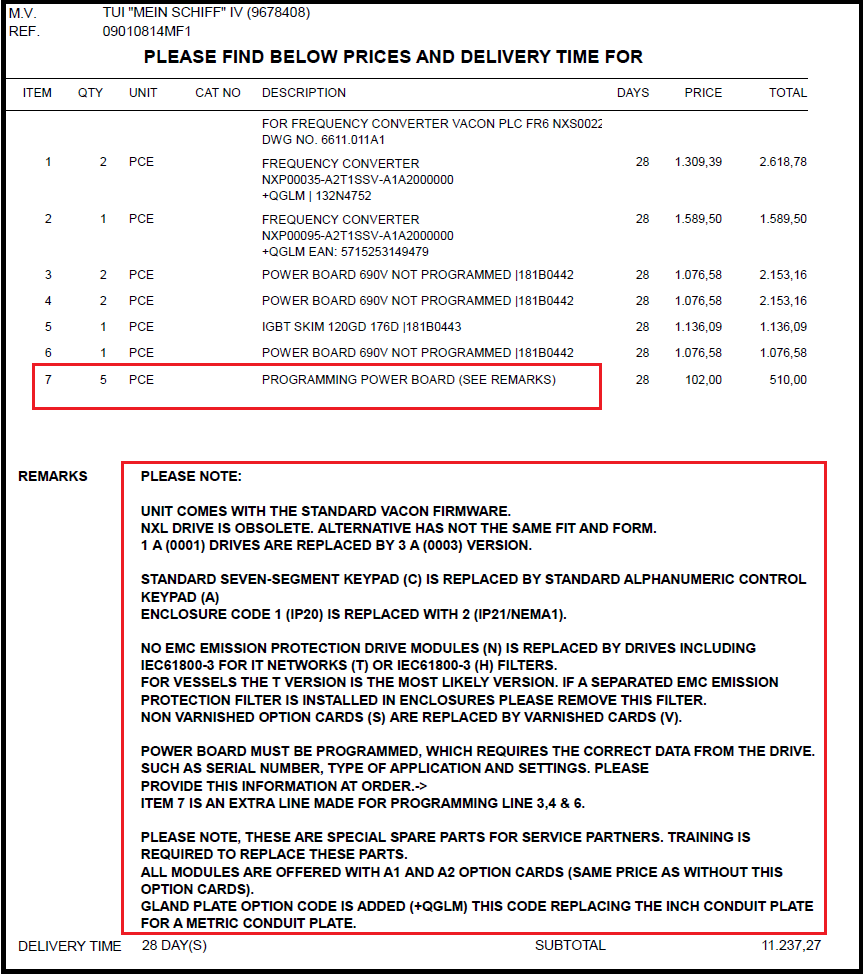 M.V. TUI "MEIN SCHIFF" IV (9678408)
REF. 09010814MF1
PLEASE FIND BELOW PRICES AND DELIVERY TIME FOR
ITEM QTY UNIT CAT NO DESCRIPTION DAYS PRICE TOTAL
FOR FREQUENCY CONVERTER VACON PLC FR6 NXS0022
DWG NO. 6611.011A1
1 2 PCE FREQUENCY CONVERTER 28 1.309,39 2.618,78
NXP00035-A2T1SSV-A1A2000000
+QGLM | 132N4752
2 1 PCE FREQUENCY CONVERTER 28 1.589,50 1.589,50
NXP00095-A2T1SSV-A1A2000000
+QGLM EAN: 5715253149479
3 2 PCE POWER BOARD 690V NOT PROGRAMMED |181B0442 28 1.076,58 2.153,16
4 2 PCE POWER BOARD 690V NOT PROGRAMMED |181B0442 28 1.076,58 2.153,16
5 1 PCE IGBT SKIM 120GD 176D |181B0443 28 1.136,09 1.136,09
6 1 PCE POWER BOARD 690V NOT PROGRAMMED |181B0442 28 1.076,58 1.076,58
7 5 PCE PROGRAMMING POWER BOARD (SEE REMARKS) 28 102,00 510,00
REMARKS PLEASE NOTE:
UNIT COMES WITH THE STANDARD VACON FIRMWARE.
NXL DRIVE IS OBSOLETE. ALTERNATIVE HAS NOT THE SAME FIT AND FORM.
1 A (0001) DRIVES ARE REPLACED BY 3 A (0003) VERSION.
STANDARD SEVEN-SEGMENT KEYPAD (C) IS REPLACED BY STANDARD ALPHANUMERIC CONTROL
KEYPAD (A)
ENCLOSURE CODE 1 (IP20) IS REPLACED WITH 2 (IP21/NEMA1).
NO EMC EMISSION PROTECTION DRIVE MODULES (N) IS REPLACED BY DRIVES INCLUDING
IEC61800-3 FOR IT NETWORKS (T) OR IEC61800-3 (H) FILTERS.
FOR VESSELS THE T VERSION IS THE MOST LIKELY VERSION. IF A SEPARATED EMC EMISSION
PROTECTION FILTER IS INSTALLED IN ENCLOSURES PLEASE REMOVE THIS FILTER.
NON VARNISHED OPTION CARDS (S) ARE REPLACED BY VARNISHED CARDS (V).
POWER BOARD MUST BE PROGRAMMED, WHICH REQUIRES THE CORRECT DATA FROM THE DRIVE.
SUCH AS SERIAL NUMBER, TYPE OF APPLICATION AND SETTINGS. PLEASE
PROVIDE THIS INFORMATION AT ORDER.->
ITEM 7 IS AN EXTRA LINE MADE FOR PROGRAMMING LINE 3,4 & 6.
PLEASE NOTE, THESE ARE SPECIAL SPARE PARTS FOR SERVICE PARTNERS. TRAINING IS
REQUIRED TO REPLACE THESE PARTS.
ALL MODULES ARE OFFERED WITH A1 AND A2 OPTION CARDS (SAME PRICE AS WITHOUT THIS
OPTION CARDS).
GLAND PLATE OPTION CODE IS ADDED (+QGLM) THIS CODE REPLACING THE INCH CONDUIT PLATE
FOR A METRIC CONDUIT PLATE.
DELIVERY TIME 28 DAY(S) SUBTOTAL 11.237,27